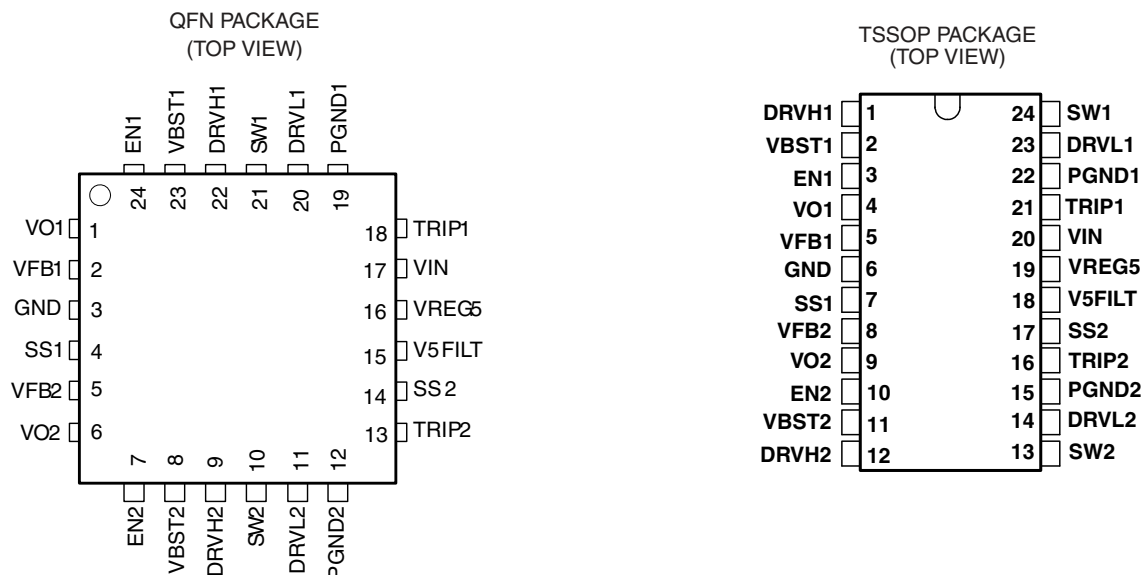 QFN PACKAGE
(TOP VIEW)
EN1
VBST1
DRVH1
SW1
DRVL1
PGND1
24
23
22
21
20
19
VO1 1
VFB1 2
GND 3
SS1 4
VFB2 5
VO2 6
18 TRIP1
17 VIN
16 VREG5
15 V5FILT
14 SS2
13 TRIP2
7
8
9
10
11
12
EN2
VBST2
DRVH2
SW2
DRVL2
PGND2
TSSOP PACKAGE
(TOP VIEW)
DRVH1 1 24 SW1
VBST1 2 23 DRVL1
EN1 3 22 PGND1
VO1 4 21 TRIP1
VFB1 5 20 VIN
GND 6 19 VREG5
SS1 7 18 V5FILT
VFB2 8 17 SS2
VO2 9 16 TRIP2
EN2 10 15 PGND2
VBST2 11 14 DRVL2
DRVH2 12 13 SW2